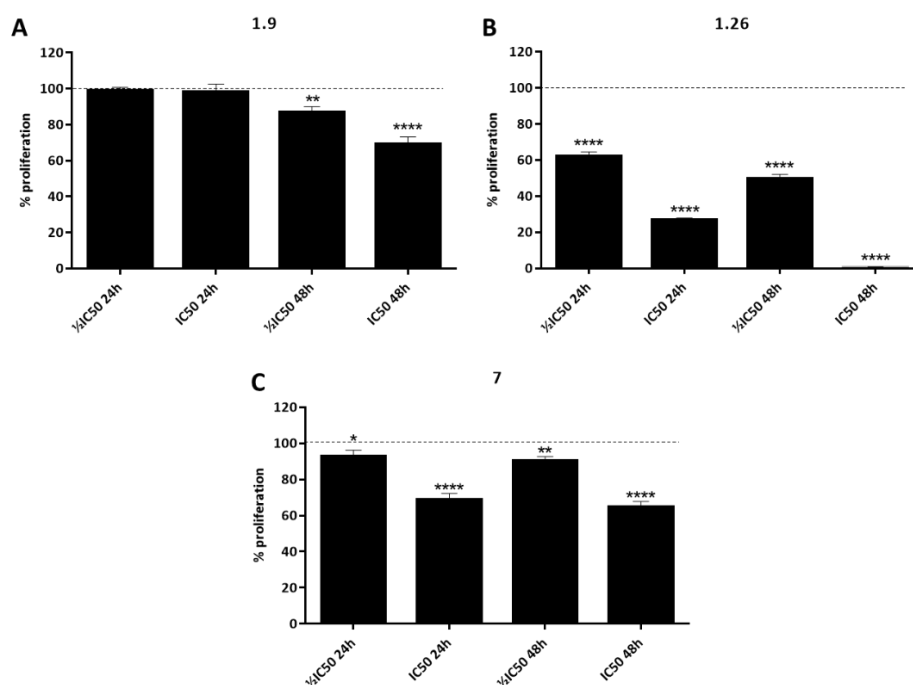 A
1.9
120
100
80
60
40
20
0
% proliferation
**
****
½IC50 24h
IC50 24h
½IC50 48h
IC50 48h
B
1.26
120
100
80
60
40
20
0
% proliferation
****
****
****
****
½IC50 24h
IC50 24h
½IC50 48h
IC50 48h
C
7
120
100
80
60
40
20
0
% proliferation
*
****
**
****
½IC50 24h
IC50 24h
½IC50 48h
IC50 48h